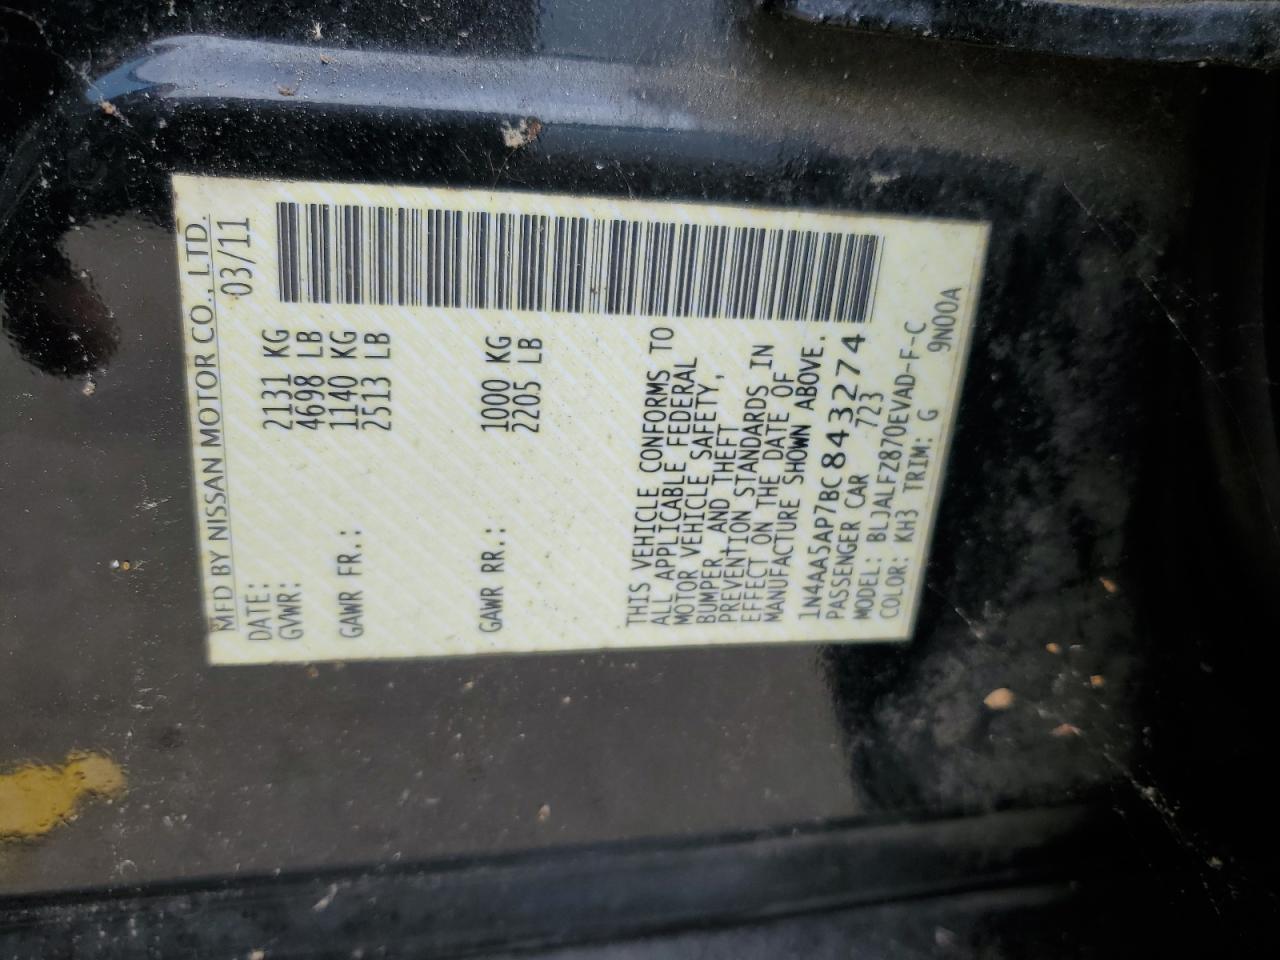 MFD BY NISSAN MOTOR CO., LTD.
DATE: 03/11
GVWR: 2131 KG
4698 LB
GAWR FR.: 1140 KG
2513 LB
GAWR RR.: 1000 KG
2205 LB
THIS VEHICLE CONFORMS TO
ALL APPLICABLE FEDERAL
MOTOR VEHICLE SAFETY,
BUMPER, AND THEFT
PREVENTION STANDARDS IN
EFFECT ON THE DATE OF
MANUFACTURE SHOWN ABOVE.
1N4AA5AP7BC843274
PASSENGER CAR 723
MODEL: BLJALFZ870EVAD-F-C
COLOR: KH3 TRIM: G 9N00A